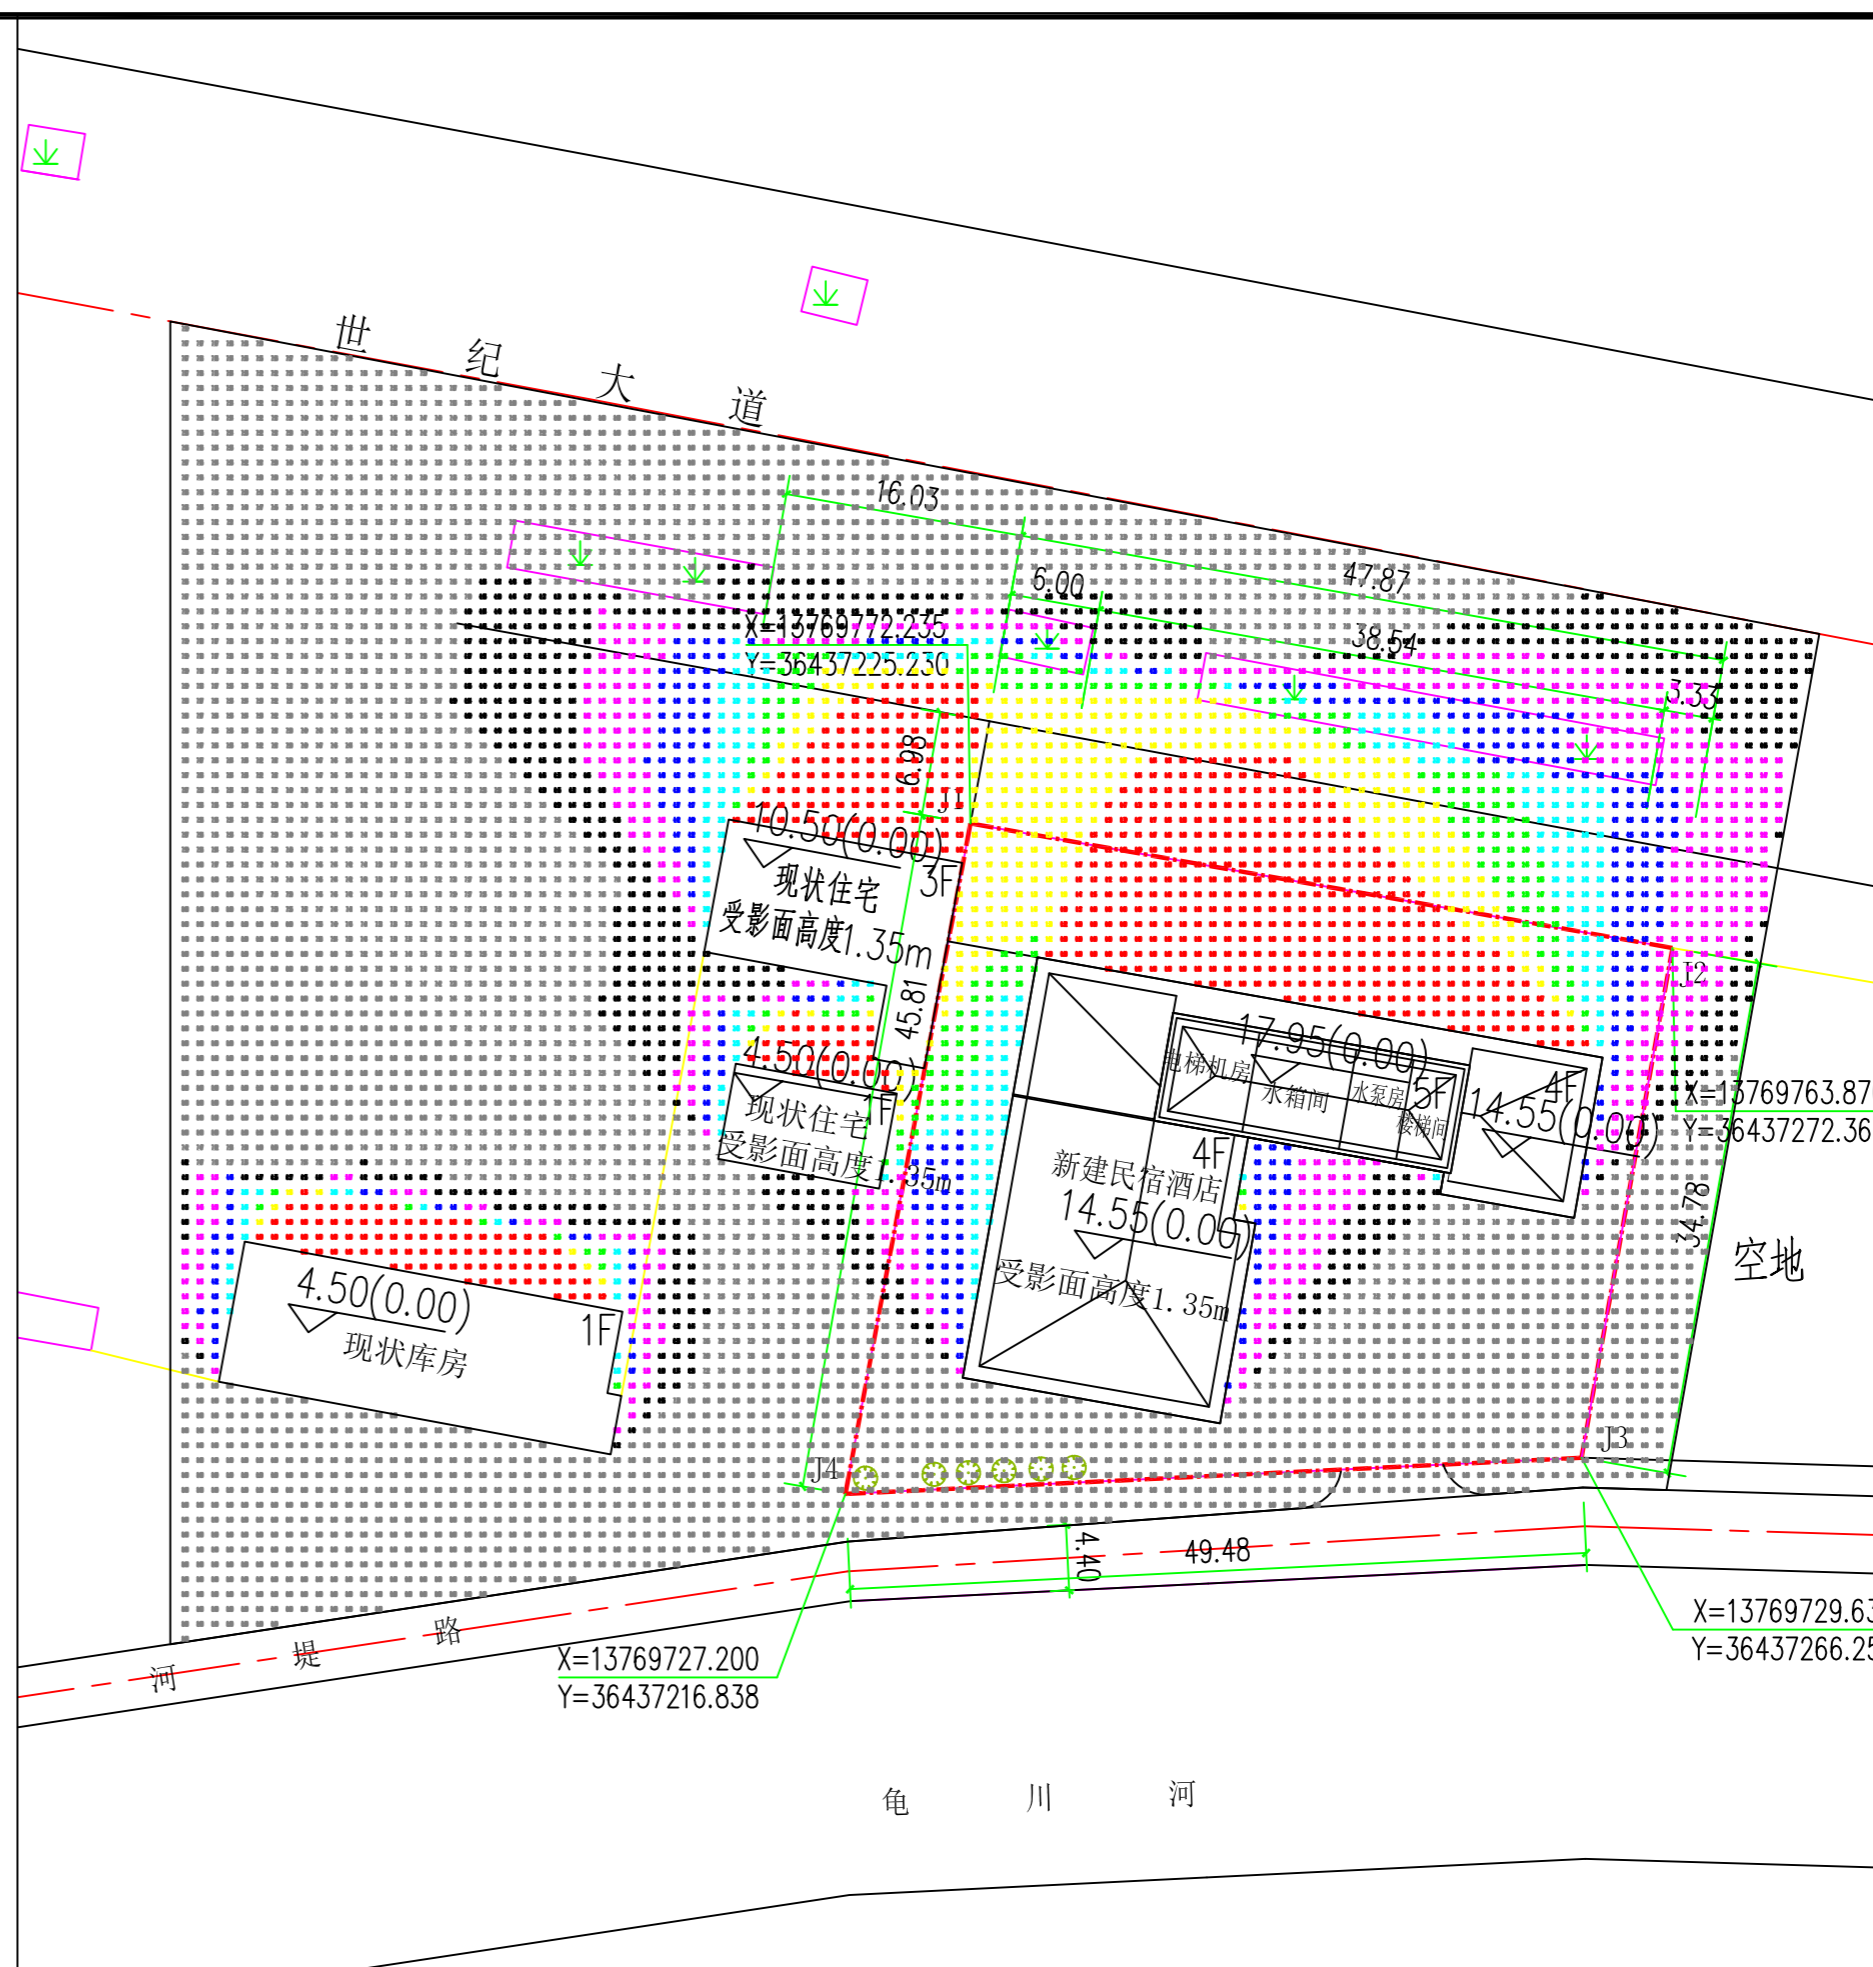 世纪大道
16.03
47.87
6.00
38.54
3.33
X=13769772.235
Y=36437225.230
6.98
J1
10.50(0.00)
3F
现状住宅
受影面高度1.35m
45.81
4.50(0.00)
1F
现状住宅
受影面高度1.35m
17.95(0.00)
电梯机房
水箱间
水泵房
5F
楼梯间
4F
14.55(0.00)
J2
X=13769763.87
Y=36437272.36
4F
新建民宿酒店
14.55(0.00)
受影面高度1.35m
34.78
空地
4.50(0.00)
1F
现状库房
J3
J4
4.40
49.48
X=13769729.63
Y=36437266.25
河堤路
X=13769727.200
Y=36437216.838
龟川河